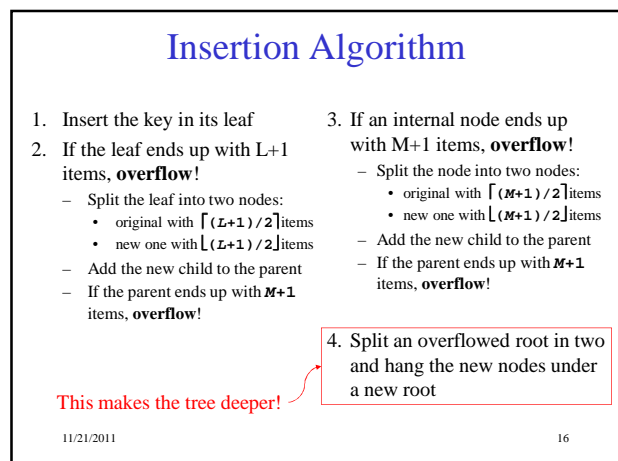 Insertion Algorithm
1. Insert the key in its leaf
2. If the leaf ends up with L+1
items, overflow!
– Split the leaf into two nodes:
• original with ⌈(L+1)/2⌉items
• new one with⌊(L+1)/2⌋items
– Add the new child to the parent
– If the parent ends up with M+1
items, overflow!
This makes the tree deeper!
3. If an internal node ends up
with M+1 items, overflow!
– Split the node into two nodes:
• original with ⌈(M+1)/2⌉items
• new one with⌊(M+1)/2⌋items
– Add the new child to the parent
– If the parent ends up with M+1
items, overflow!
4. Split an overflowed root in two
and hang the new nodes under
a new root
11/21/2011
16